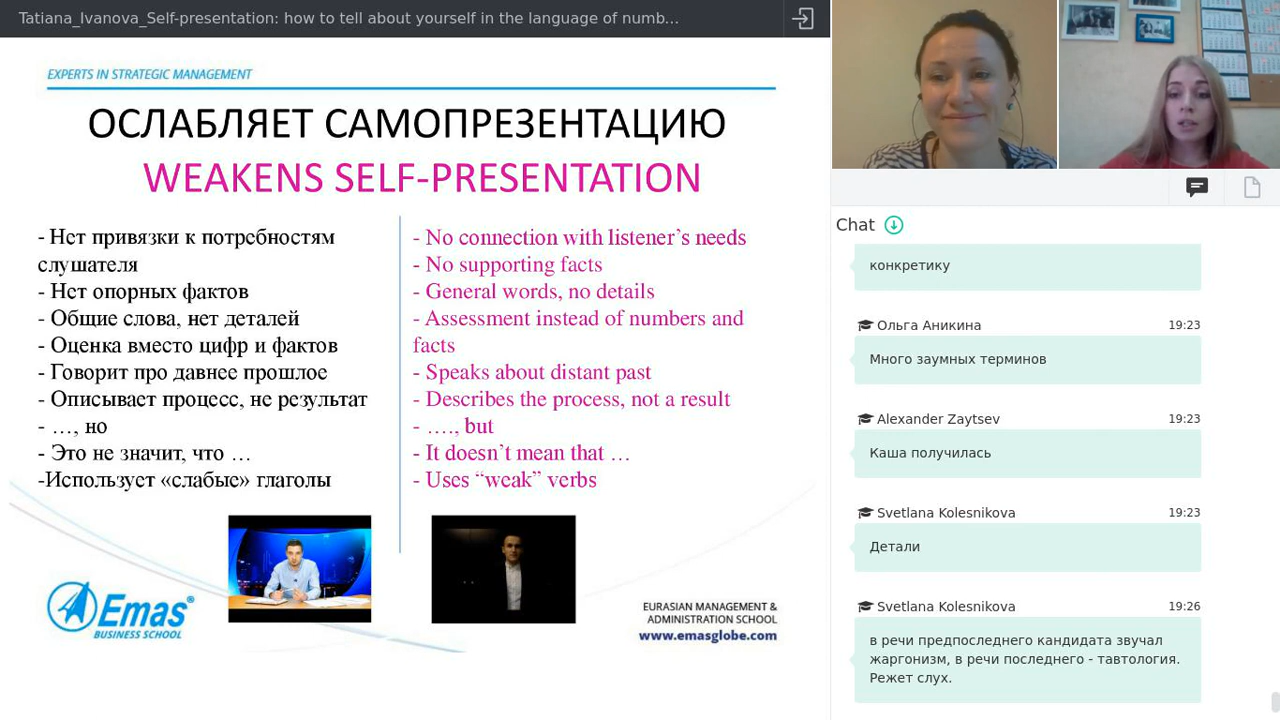 Tatiana_Ivanova_Self-presentation: how to tell about yourself in the language of numb...
EXPERTS IN STRATEGIC MANAGEMENT
ОСЛАБЛЯЕТ САМОПРЕЗЕНТАЦИЮ
WEAKENS SELF-PRESENTATION
- Нет привязки к потребностям
слушателя
- Нет опорных фактов
- Общие слова, нет деталей
- Оценка вместо цифр и фактов
- Говорит про давнее прошлое
- Описывает процесс, не результат
- …, но
- Это не значит, что …
-Использует «слабые» глаголы
- No connection with listener’s needs
- No supporting facts
- General words, no details
- Assessment instead of numbers and
facts
- Speaks about distant past
- Describes the process, not a result
- …., but
- It doesn’t mean that …
- Uses “weak” verbs
Emas®
BUSINESS SCHOOL
EURASIAN MANAGEMENT &
ADMINISTRATION SCHOOL
www.emasglobe.com
Chat
конкретику
Ольга Аникина 19:23
Много заумных терминов
Alexander Zaytsev 19:23
Каша получилась
Svetlana Kolesnikova 19:23
Детали
Svetlana Kolesnikova 19:26
в речи предпоследнего кандидата звучал
жаргонизм, в речи последнего - тавтология.
Режет слух.